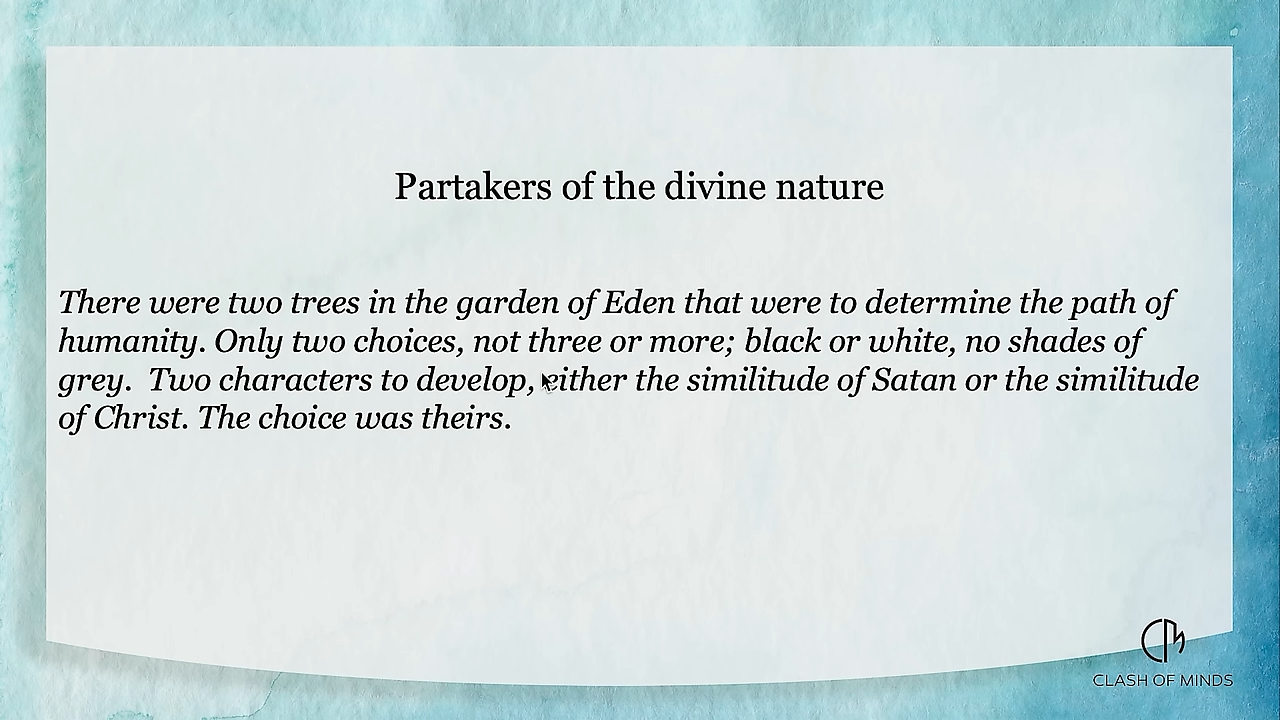 Partakers of the divine nature
There were two trees in the garden of Eden that were to determine the path of
humanity. Only two choices, not three or more; black or white, no shades of
grey.  Two characters to develop, either the similitude of Satan or the similitude
of Christ. The choice was theirs.
CLASH OF MINDS